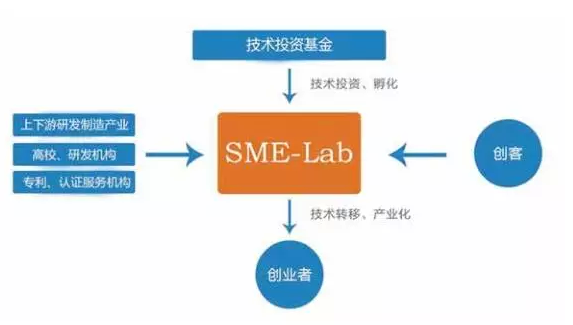 技术投资基金
技术投资、孵化
上下游研发制造产业
高校、研发机构
专利、认证服务机构
SME-Lab
创客
技术转移、产业化
创业者